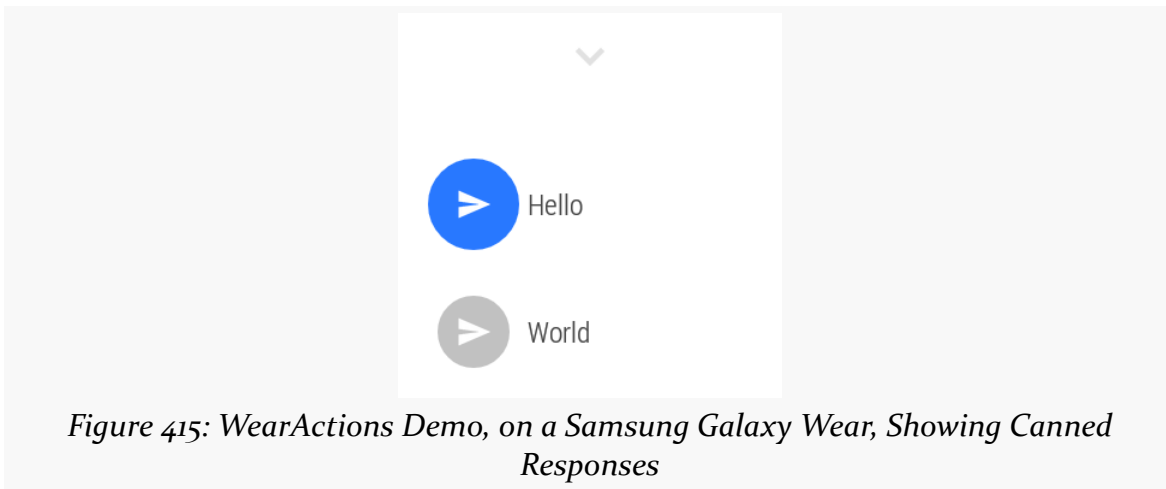 Hello
World
Figure 415: WearActions Demo, on a Samsung Galaxy Wear, Showing Canned
Responses